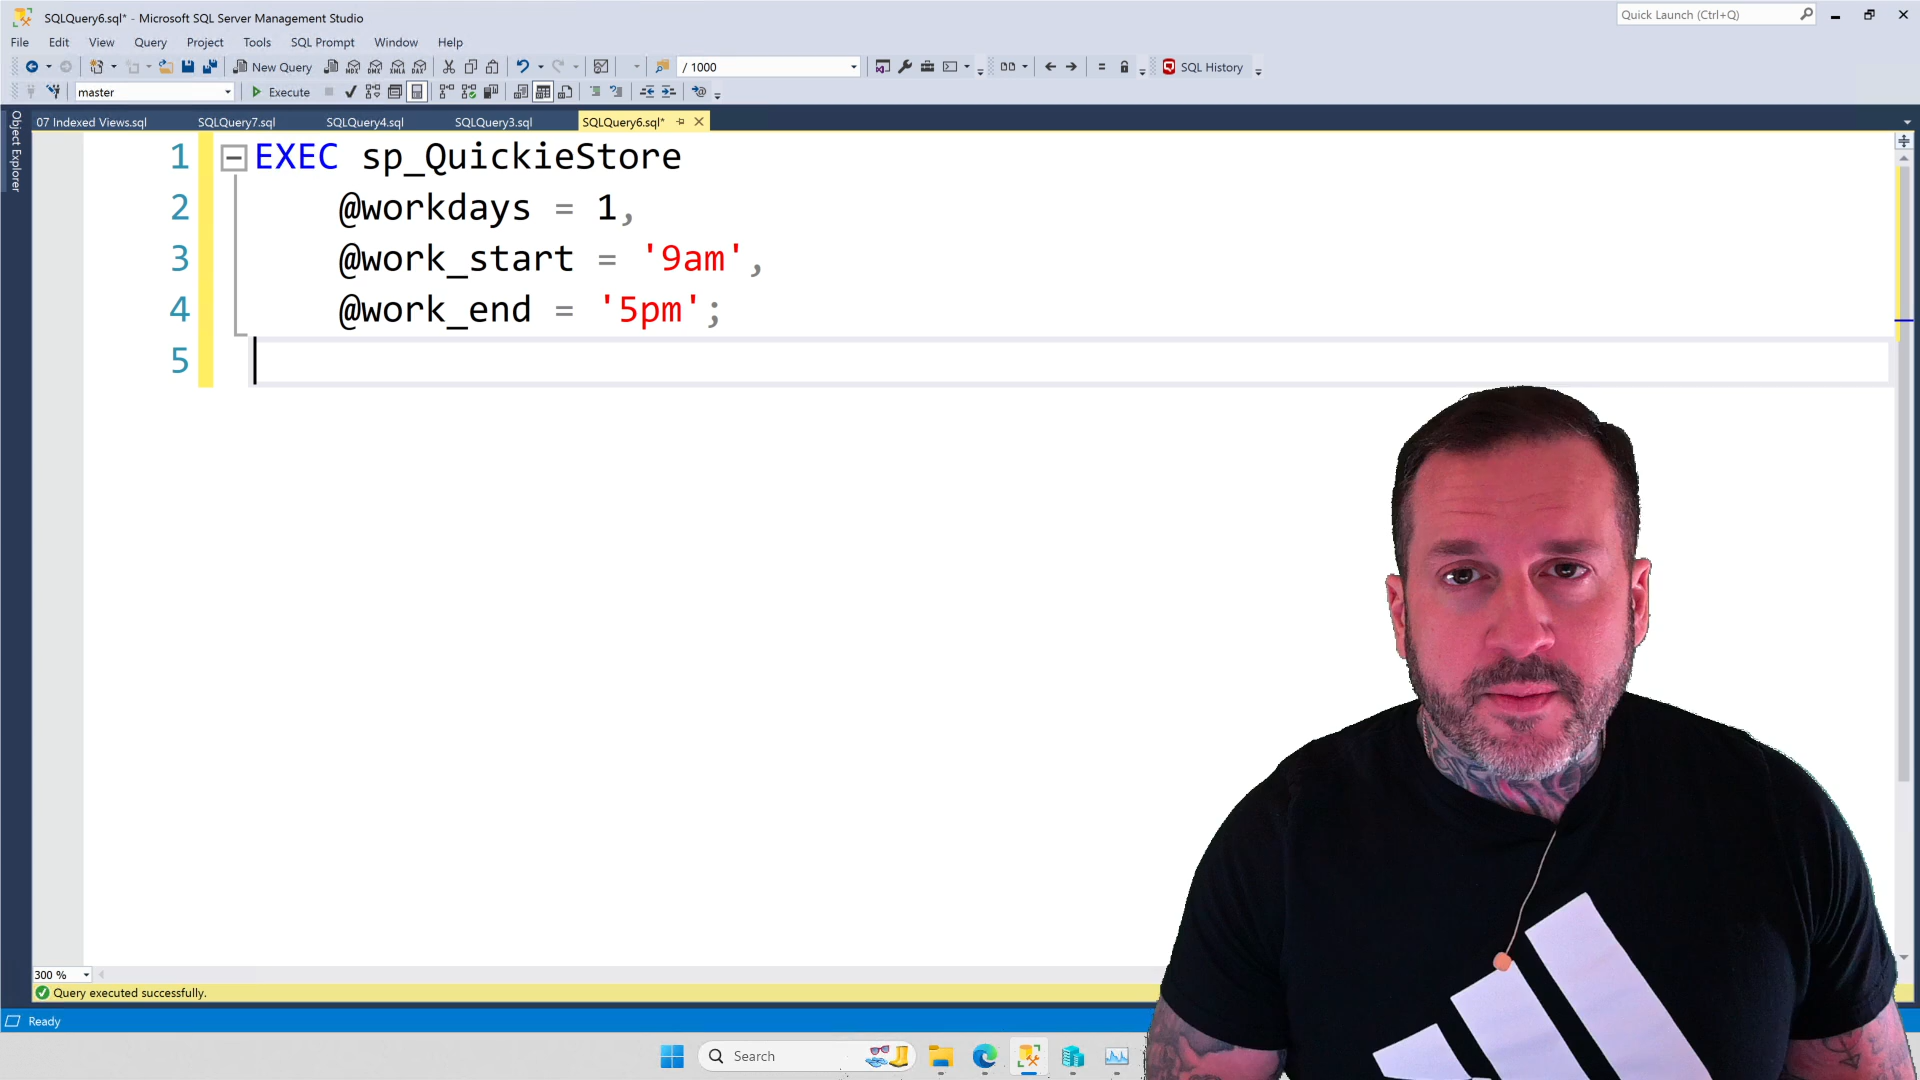 SQLQuery6.sql* - Microsoft SQL Server Management Studio
Quick Launch (Ctrl+Q)
File Edit View Query Project Tools SQL Prompt Window Help
New Query
/ 1000
SQL History
master
Execute
Object Explorer
07 Indexed Views.sql
SQLQuery7.sql
SQLQuery4.sql
SQLQuery3.sql
SQLQuery6.sql*
1 EXEC sp_QuickieStore
2 @workdays = 1,
3 @work_start = '9am',
4 @work_end = '5pm';
5
300 %
Query executed successfully.
Ready
Search